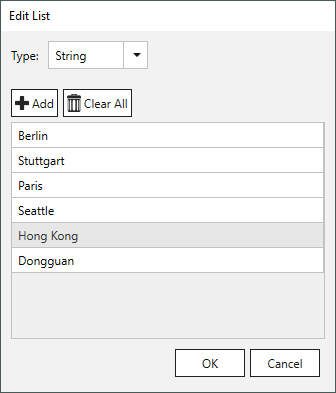 Edit List
Type: String
Add Clear All
Berlin
Stuttgart
Paris
Seattle
Hong Kong
Dongguan
OK Cancel